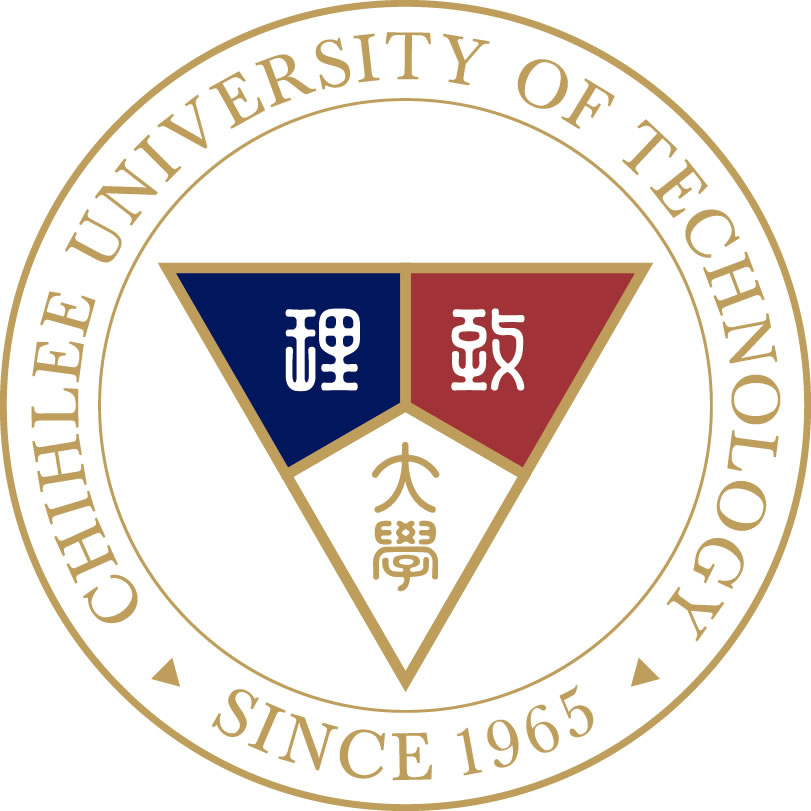 CHIHLEE UNIVERSITY OF TECHNOLOGY
致理
大學
SINCE 1965